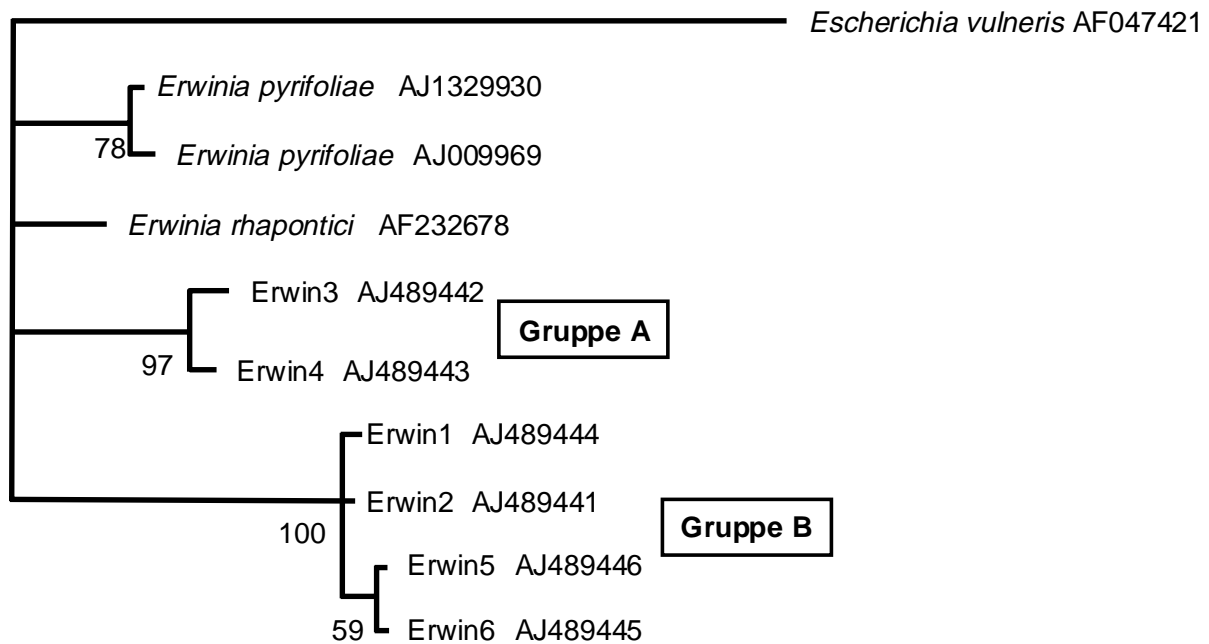 Escherichia vulneris AF047421
Erwinia pyrifoliae AJ1329930
78
Erwinia pyrifoliae AJ009969
Erwinia rhapontici AF232678
Erwin3 AJ489442
Gruppe A
97
Erwin4 AJ489443
Erwin1 AJ489444
Erwin2 AJ489441
100
Gruppe B
Erwin5 AJ489446
59
Erwin6 AJ489445